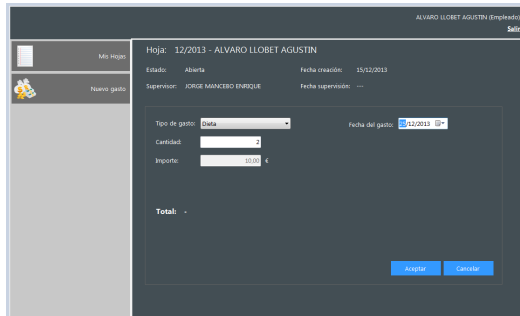 ALVARO LLOBET AGUSTIN (Empleado)
Salir
Mis Hojas
Nuevo gasto
Hoja: 12/2013 - ALVARO LLOBET AGUSTIN
Estado: Abierta Fecha creación: 15/12/2013
Supervisor: JORGE MANCEBO ENRIQUE Fecha supervisión: ---
Tipo de gasto: Dieta Fecha del gasto: /12/2013
Cantidad: 2
Importe: 10,00 €
Total: -
Aceptar Cancelar